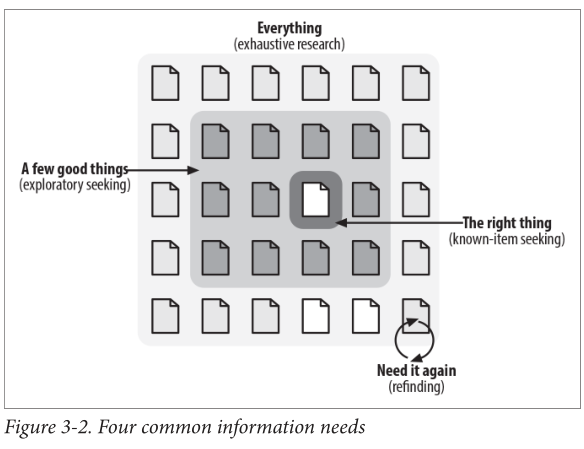 Everything
(exhaustive research)
A few good things
(exploratory seeking)
The right thing
(known-item seeking)
Need it again
(refinding)
Figure 3-2. Four common information needs